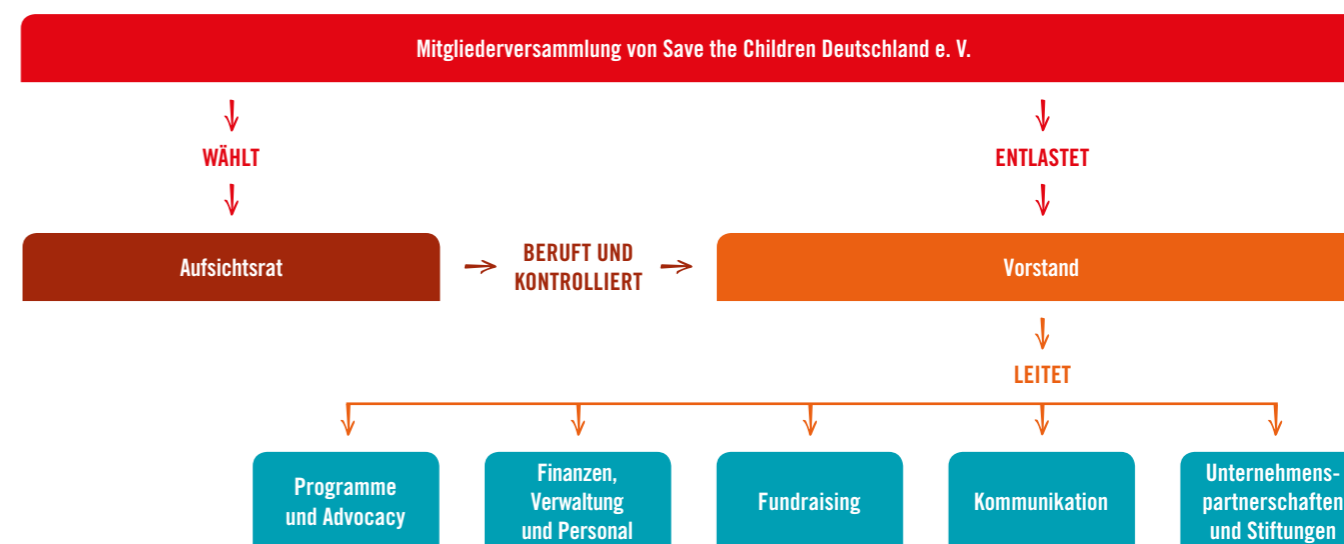 Mitgliederversammlung von Save the Children Deutschland e. V.
WÄHLT
ENTLASTET
Aufsichtsrat
BERUFT UND
KONTROLLIERT
Vorstand
LEITET
Programme
und Advocacy
Finanzen,
Verwaltung
und Personal
Fundraising
Kommunikation
Unternehmens-
partnerschaften
und Stiftungen